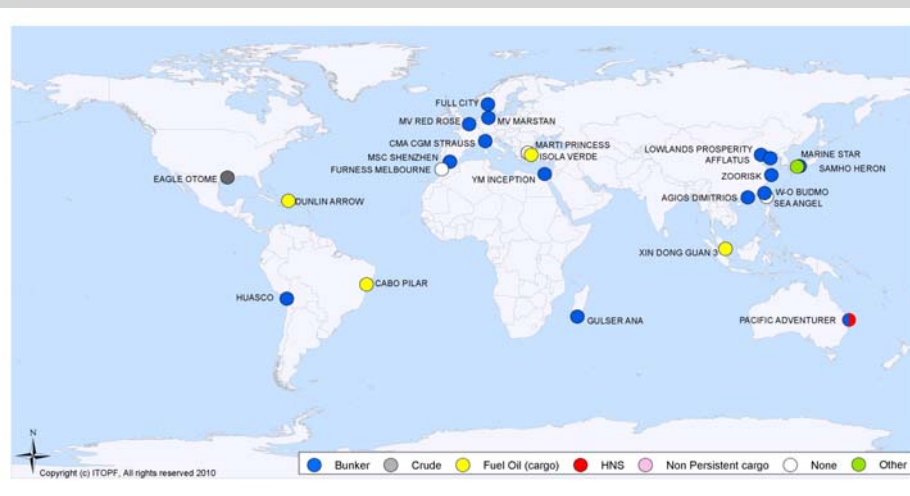 FULL CITY
MV RED ROSE
MV MARSTAN
CMA CGM STRAUSS
MARTI PRINCESS
ISOLA VERDE
LOWLANDS PROSPERITY
AFFLATUS
MARINE STAR
SAMHO HERON
MSC SHENZHEN
FURNESS MELBOURNE
YM INCEPTION
ZOORISK
EAGLE OTOME
DUNLIN ARROW
AGIOS DIMITRIOS
W-O BUDMO
SEA ANGEL
XIN DONG GUAN 3
CABO PILAR
HUASCO
GULSER ANA
PACIFIC ADVENTURER
N
Copyright (c) ITOPF, All rights reserved 2010
Bunker Crude Fuel Oil (cargo) HNS Non Persistent cargo None Other